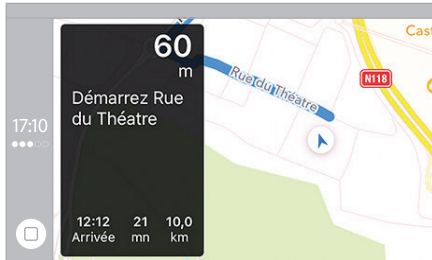 60
m
Démarrez Rue
du Théatre
17:10
12:12 21 10,0
Arrivée mn km
Rue du Théatre
N118
Cast